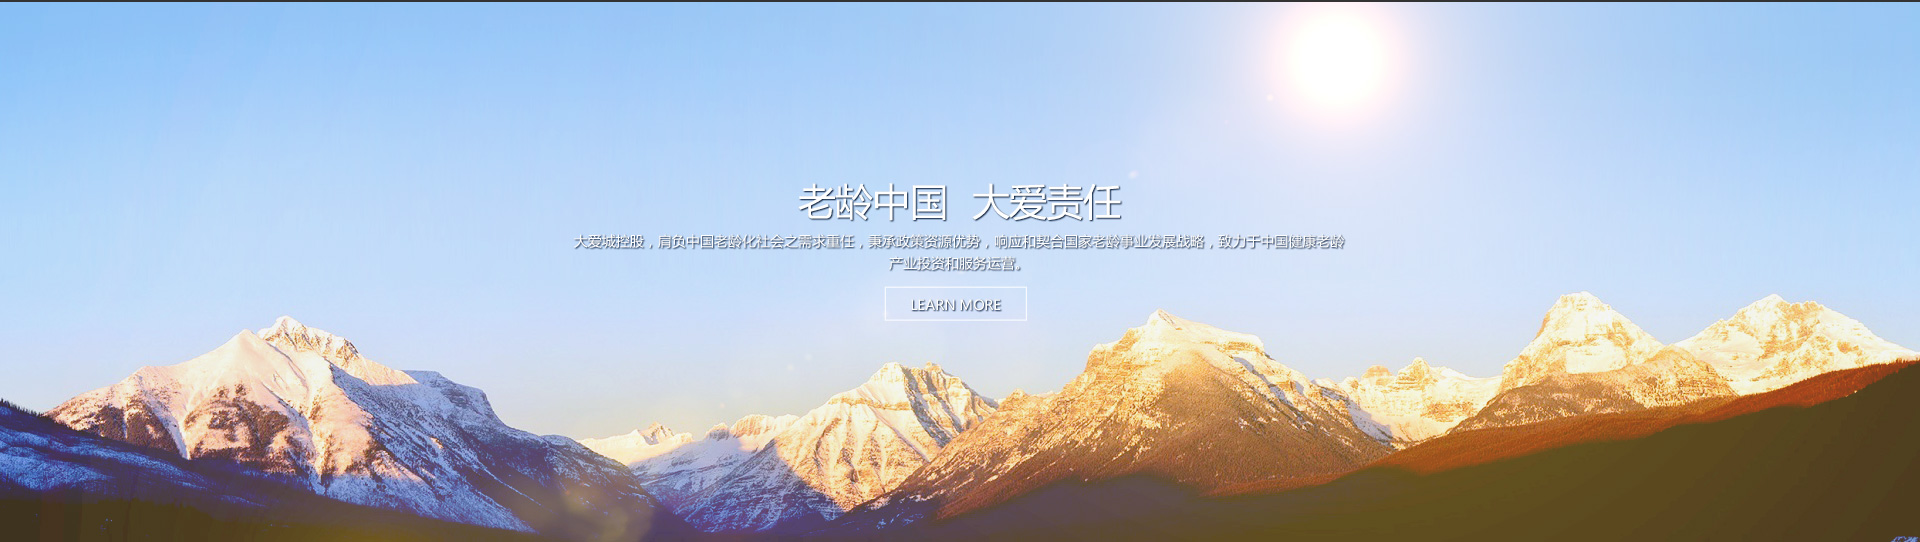 老龄中国 大爱责任
大爱城控股，肩负中国老龄化社会之需求重任，秉承政策资源优势，响应和契合国家老龄事业发展战略，致力于中国健康老龄
产业投资和服务运营。
LEARN MORE